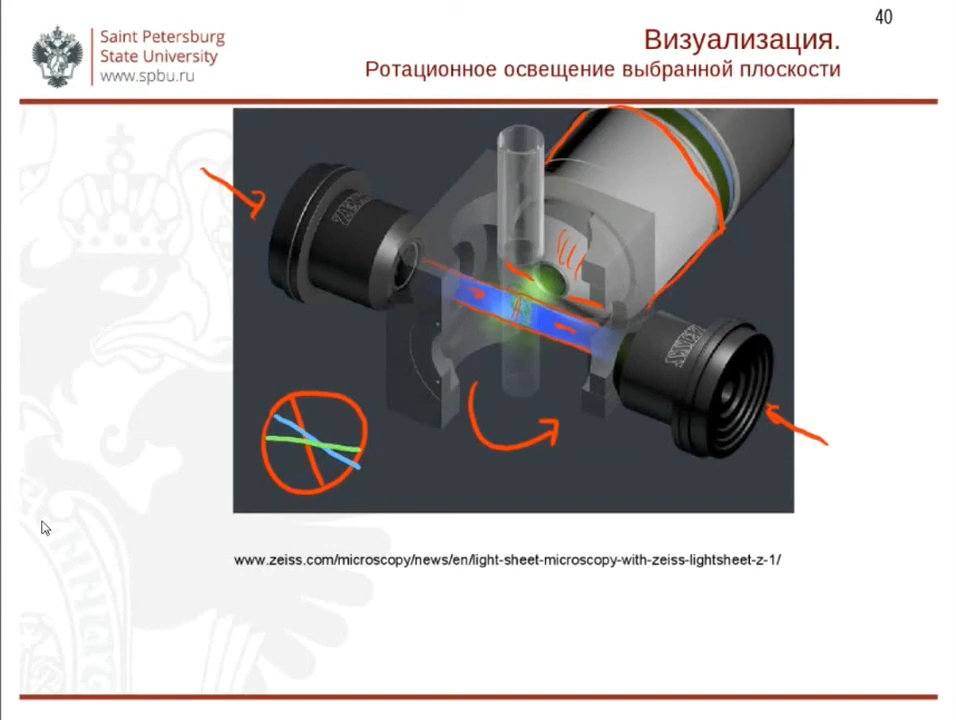 40
Saint Petersburg
State University
www.spbu.ru
Визуализация.
Ротационное освещение выбранной плоскости
www.zeiss.com/microscopy/news/en/light-sheet-microscopy-with-zeiss-lightsheet-z-1/